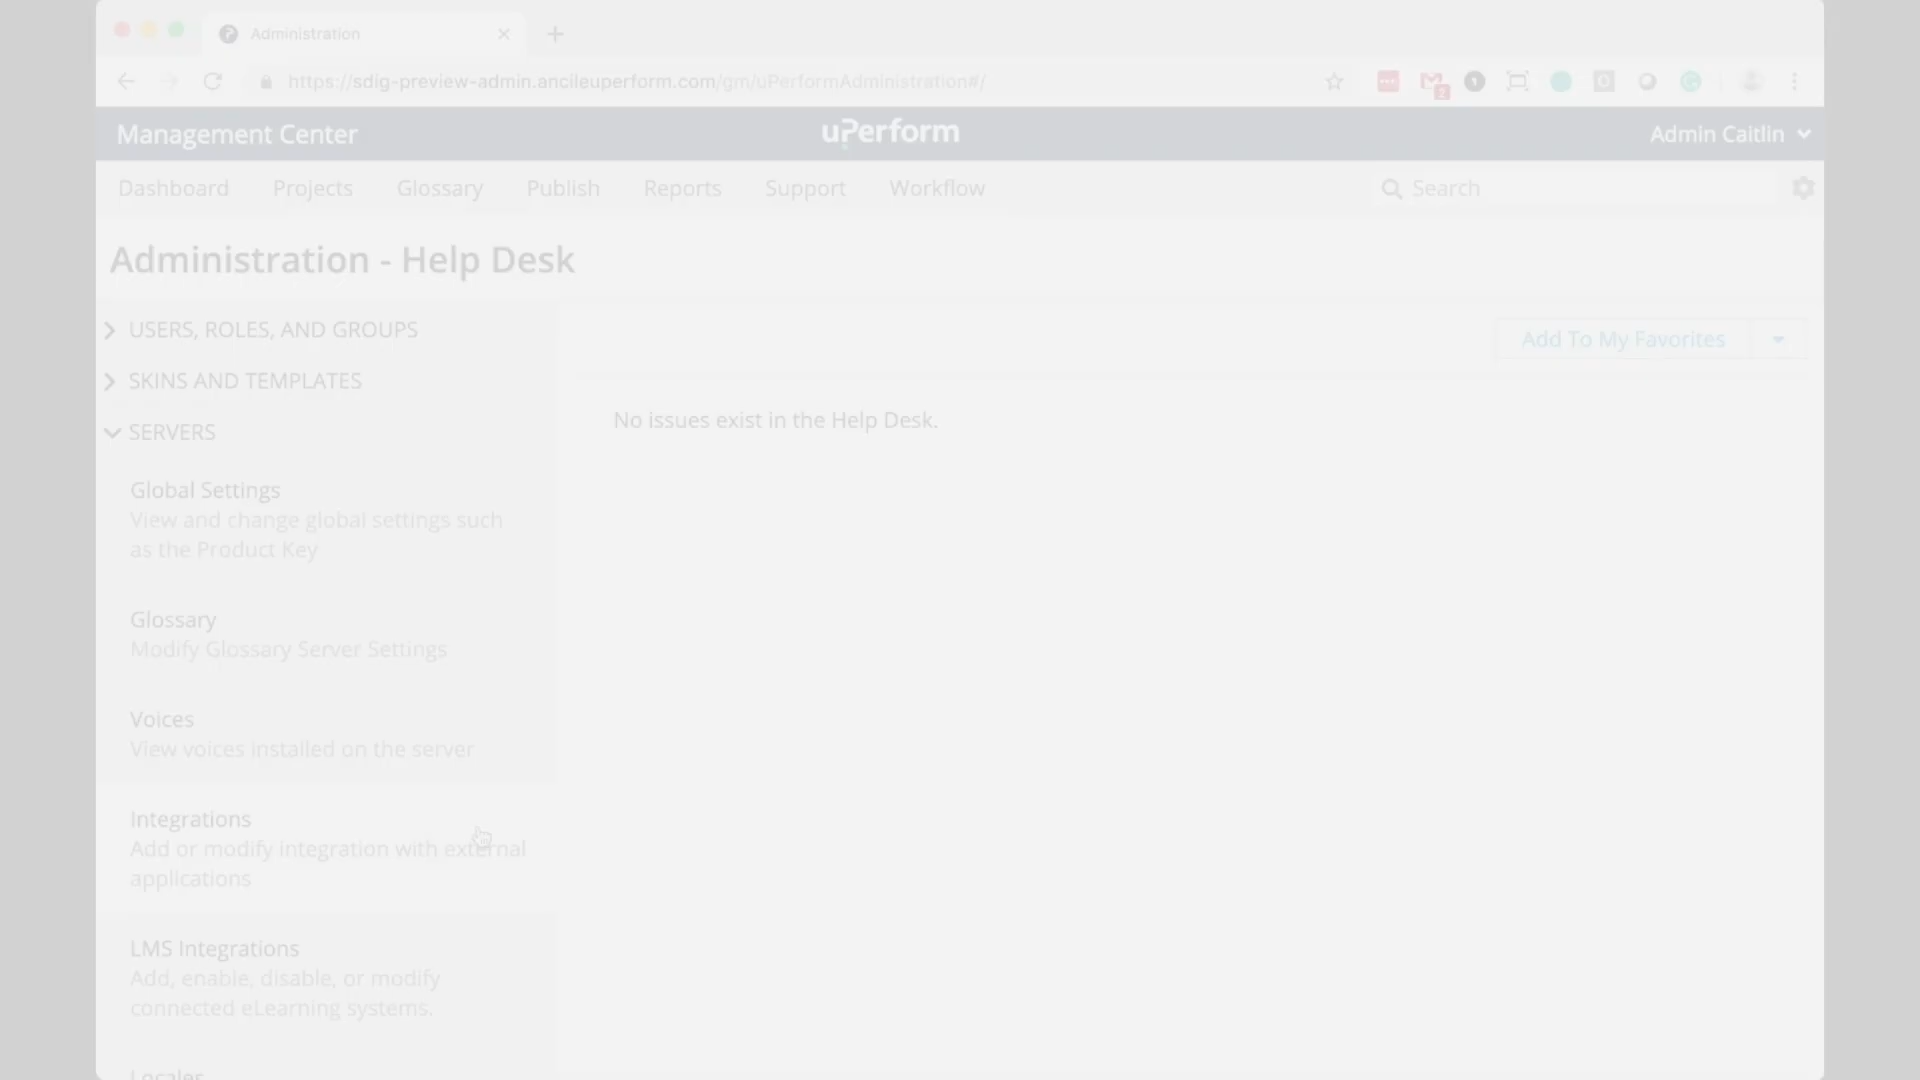 Administration
https://sdig-preview-admin.ancileuperform.com/gm/uPerformAdministration#/
2
Management Center
uPerform
Admin Caitlin
Dashboard Projects Glossary Publish Reports Support Workflow
Search
Administration - Help Desk
USERS, ROLES, AND GROUPS
Add To My Favorites
SKINS AND TEMPLATES
No issues exist in the Help Desk.
SERVERS
Global Settings
View and change global settings such
as the Product Key
Glossary
Modify Glossary Server Settings
Voices
View voices installed on the server
Integrations
Add or modify integration with external
applications
LMS Integrations
Add, enable, disable, or modify
connected eLearning systems.
Locales